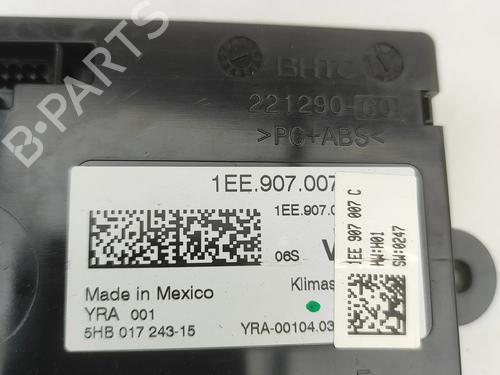 BHTC
221290-60
>PC+ABS<
1EE.907.007
1EE.907.0
06S
Klimas
Made in Mexico
YRA 001
5HB 017 243-15
YRA-00104.03
1EE 907 007 C
HW:H01
SW:0247
B-PARTS